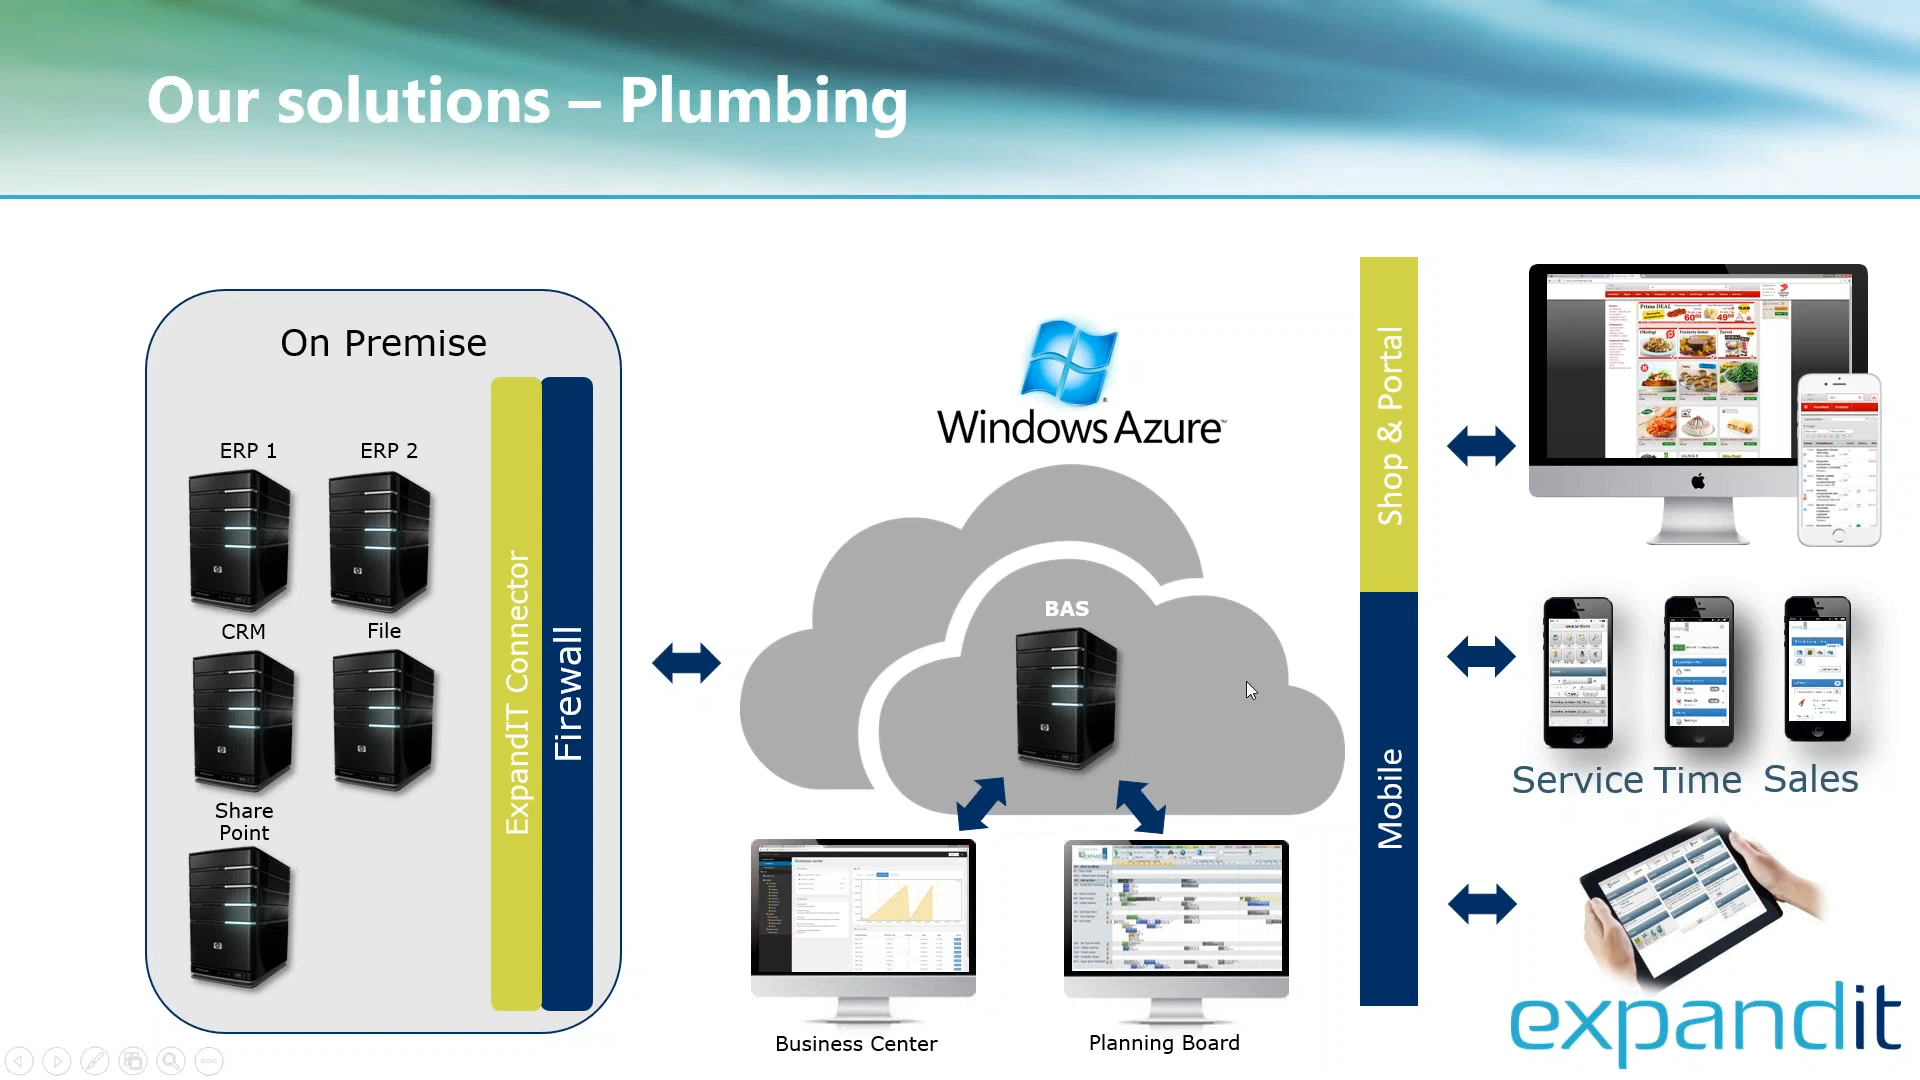 Our solutions – Plumbing
On Premise
ERP 1
ERP 2
CRM
File
Share
Point
ExpandIT Connector
Firewall
Windows Azure™
BAS
Business Center
Planning Board
Shop & Portal
Mobile
Service
Time
Sales
expandit